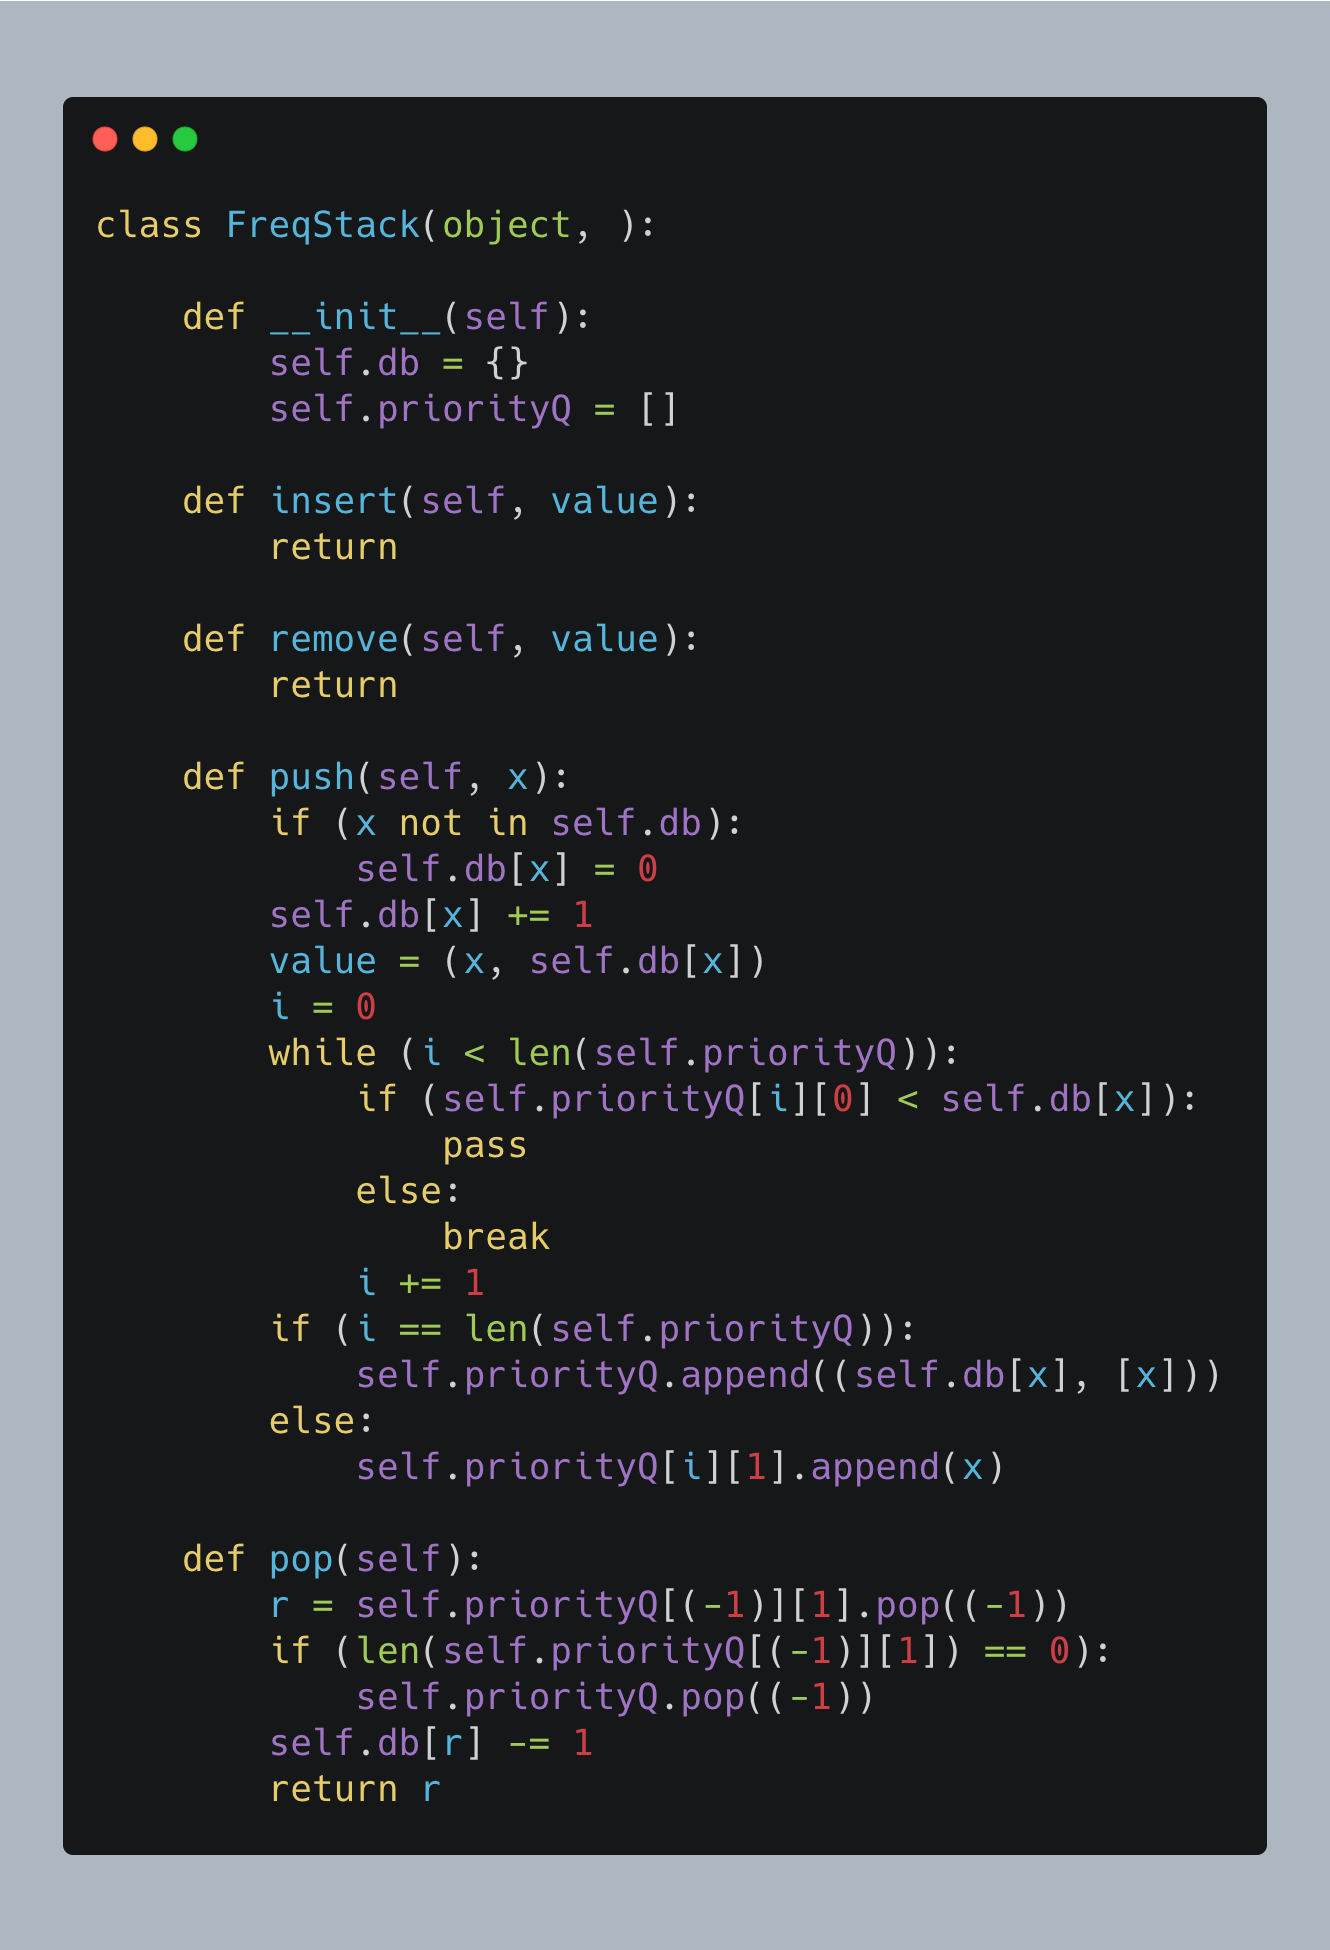 class FreqStack(object, ):

    def __init__(self):
        self.db = {}
        self.priorityQ = []

    def insert(self, value):
        return

    def remove(self, value):
        return

    def push(self, x):
        if (x not in self.db):
            self.db[x] = 0
        self.db[x] += 1
        value = (x, self.db[x])
        i = 0
        while (i < len(self.priorityQ)):
            if (self.priorityQ[i][0] < self.db[x]):
                pass
            else:
                break
            i += 1
        if (i == len(self.priorityQ)):
            self.priorityQ.append((self.db[x], [x]))
        else:
            self.priorityQ[i][1].append(x)

    def pop(self):
        r = self.priorityQ[(-1)][1].pop((-1))
        if (len(self.priorityQ[(-1)][1]) == 0):
            self.priorityQ.pop((-1))
        self.db[r] -= 1
        return r